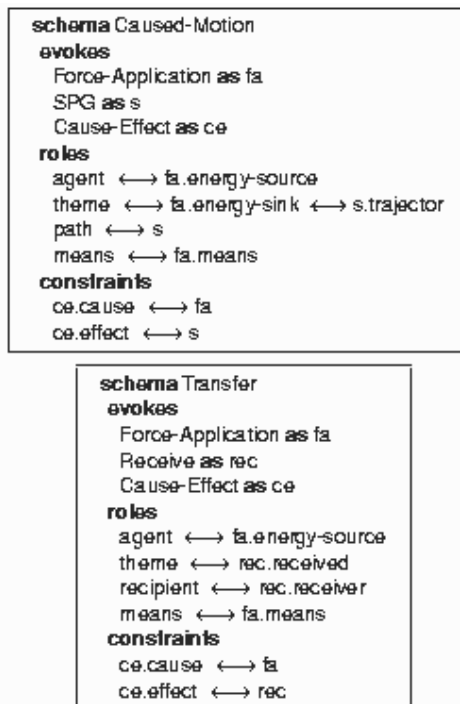 schema Caused-Motion
evokes
Force-Application as fa
SPG as s
Cause-Effect as ce
roles
agent ⟷ fa.energy-source
theme ⟷ fa.energy-sink ⟷ s.trajector
path ⟷ s
means ⟷ fa.means
constraints
ce.cause ⟷ fa
ce.effect ⟷ s
schema Transfer
evokes
Force-Application as fa
Receive as rec
Cause-Effect as ce
roles
agent ⟷ fa.energy-source
theme ⟷ rec.received
recipient ⟷ rec.receiver
means ⟷ fa.means
constraints
ce.cause ⟷ fa
ce.effect ⟷ rec